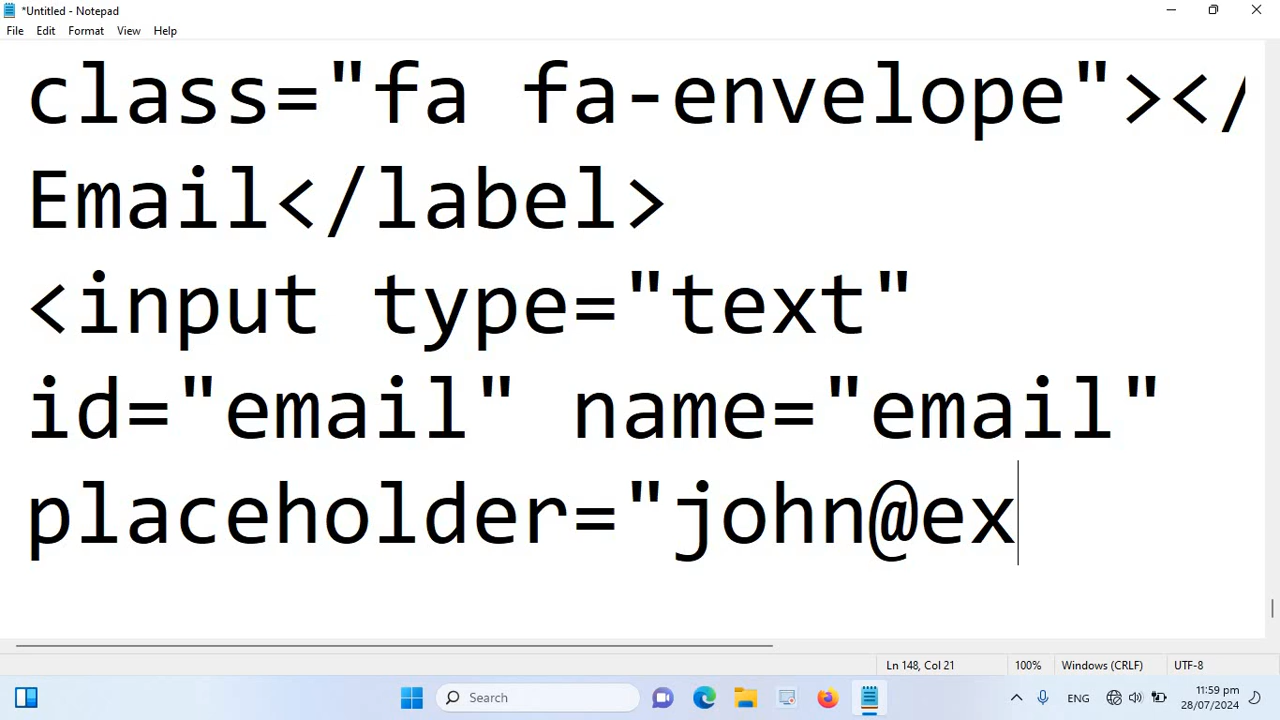 *Untitled - Notepad
File Edit Format View Help
class="fa fa-envelope"></
Email</label>
<input type="text"
id="email" name="email"
placeholder="john@ex
Ln 148, Col 21 100% Windows (CRLF) UTF-8
Search ENG 11:59 pm
28/07/2024